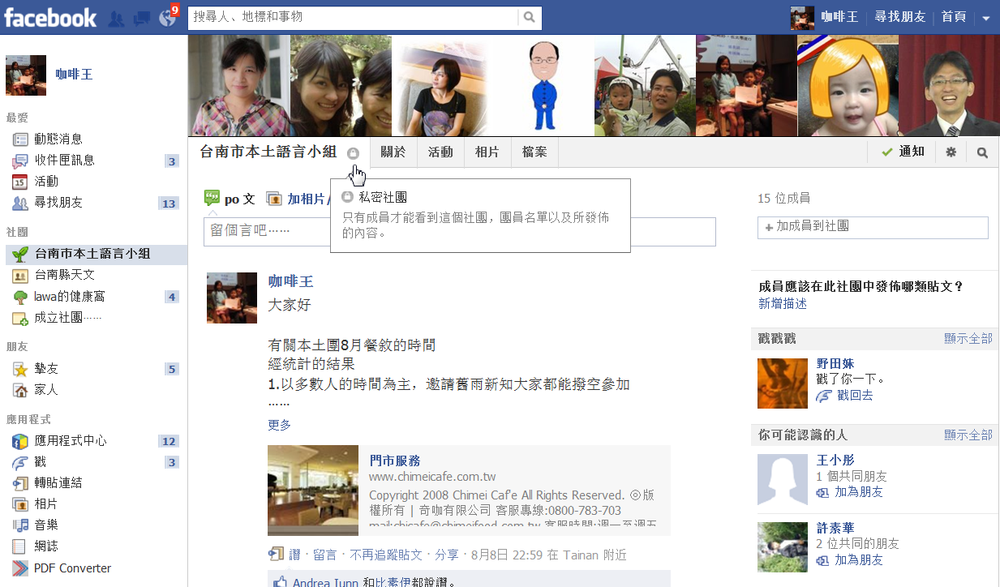 facebook
9
搜尋人、地標和事物
咖啡王
尋找朋友
首頁
咖啡王
最愛
動態消息
收件匣訊息 3
活動
尋找朋友 13
社團
台南市本土語言小組
台南縣天文
lawa的健康窩 4
成立社團……
朋友
摯友 5
家人
應用程式
應用程式中心 12
戳 3
轉貼連結
相片
音樂
網誌
PDF Converter
台南市本土語言小組
關於
活動
相片
檔案
通知
po 文
加相片/
留個言吧……
私密社團
只有成員才能看到這個社團，團員名單以及所發佈
的內容。
咖啡王
大家好
有關本土團8月餐敘的時間
經統計的結果
1.以多數人的時間為主，邀請舊雨新知大家都能撥空參加
……
更多
門市服務
www.chimeicafe.com.tw
Copyright 2008 Chimei Caf'e All Rights Reserved. ◎版
權所有 | 奇咖有限公司 客服專線:0800-783-703
mail:chicafe@chimeifood.com.tw 客服時間:週一至週五
讚 · 留言 · 不再追蹤貼文 · 分享 · 8月8日 22:59 在 Tainan 附近
Andrea Iunn 和比素伊都說讚。
15 位成員
+ 加成員到社團
成員應該在此社團中發佈哪類貼文？
新增描述
戳戳戳 顯示全部
野田妹
戳了你一下。
戳回去
你可能認識的人 顯示全部
王小彤
1 個共同朋友
加為朋友
許素華
2 位共同的朋友
加為朋友